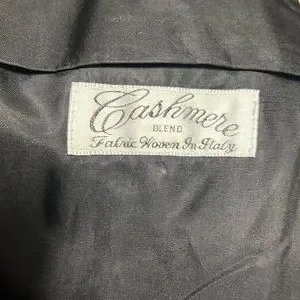 Cashmere
BLEND
Fabric Woven In Italy